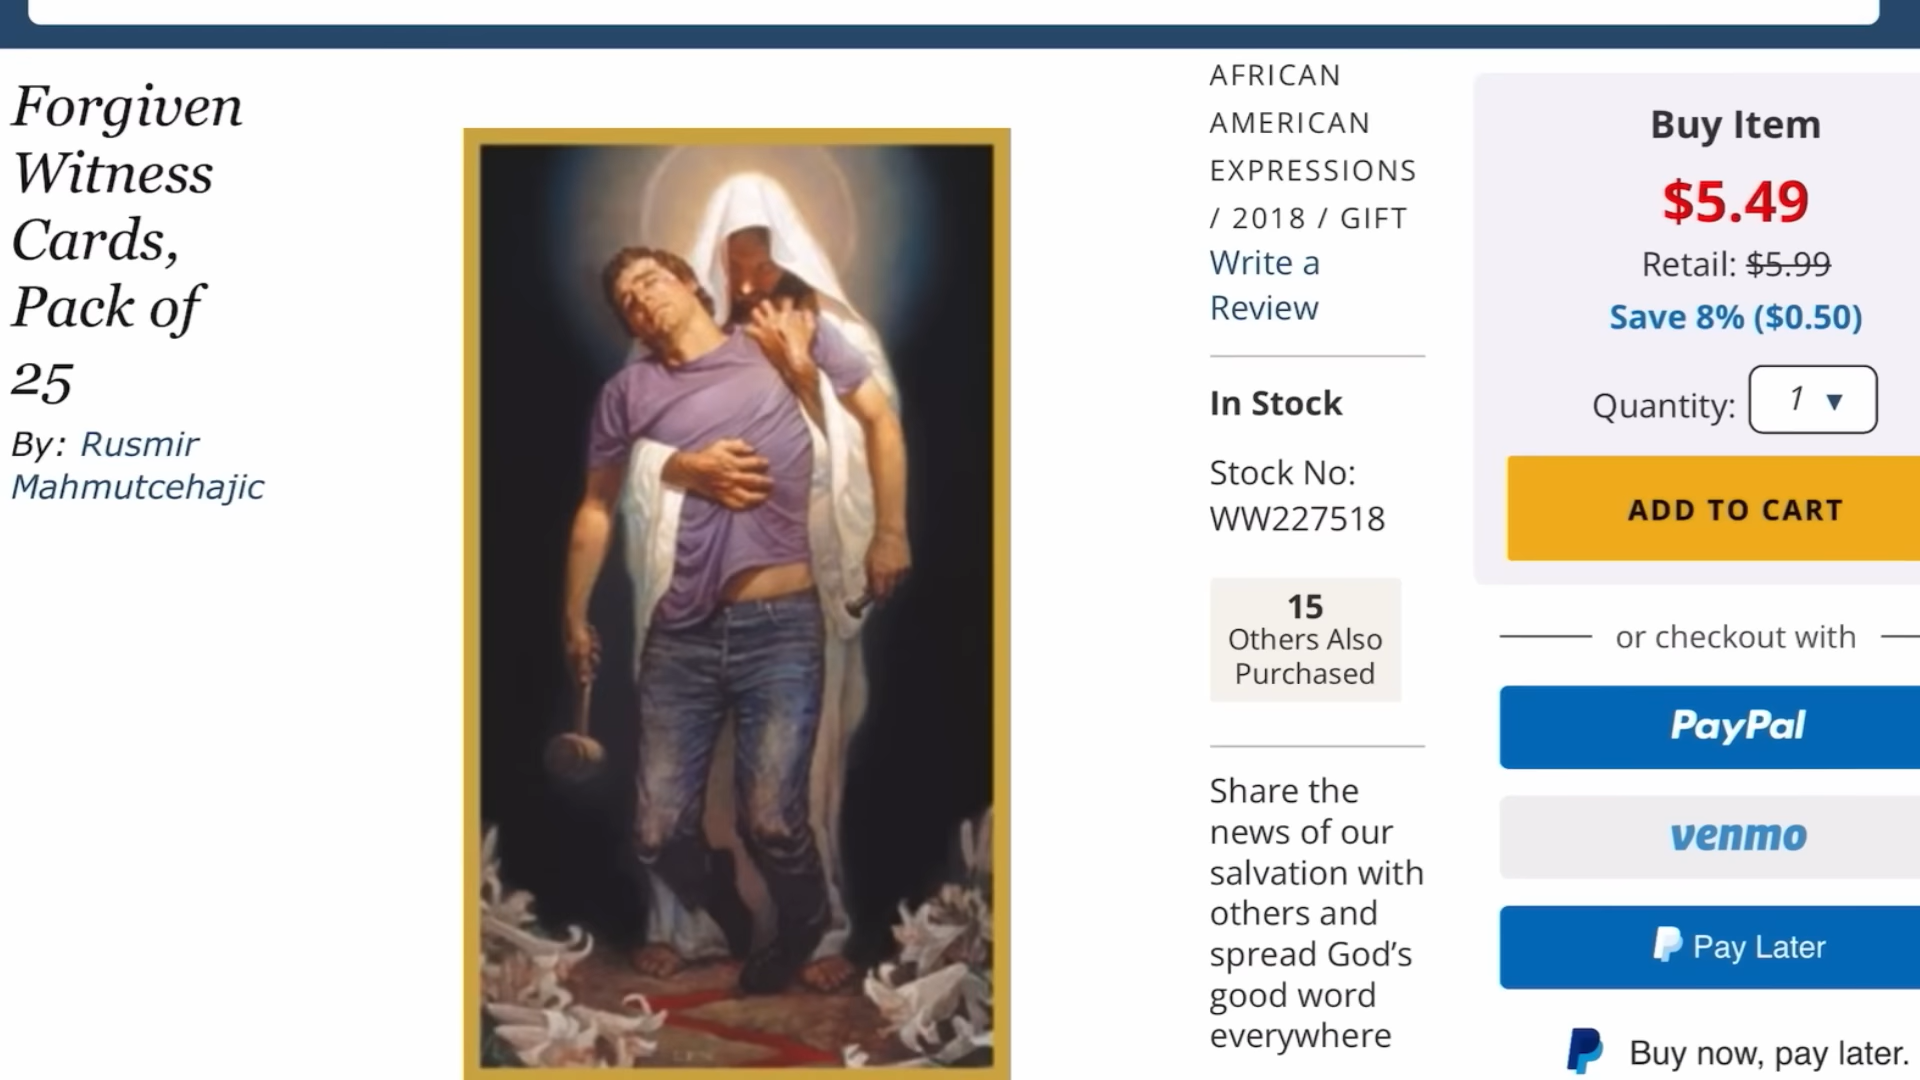 Forgiven
Witness
Cards,
Pack of
25
By: Rusmir
Mahmutcehajic
AFRICAN
AMERICAN
EXPRESSIONS
/ 2018 / GIFT
Write a
Review
In Stock
Stock No:
WW227518
15
Others Also
Purchased
Share the
news of our
salvation with
others and
spread God’s
good word
everywhere
Buy Item
$5.49
Retail: $5.99
Save 8% ($0.50)
Quantity: 1 ▼
ADD TO CART
or checkout with
PayPal
venmo
Pay Later
Buy now, pay later.